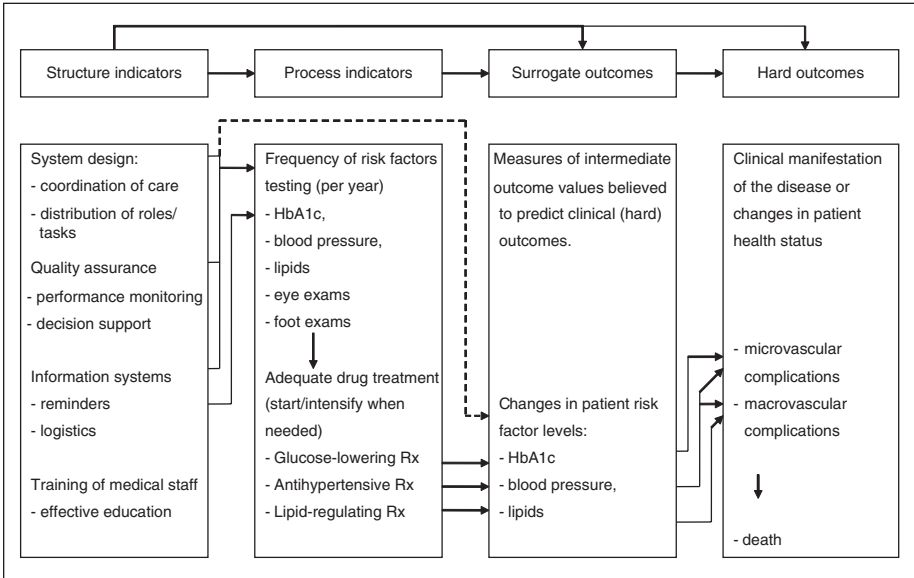 Structure indicators
Process indicators
Surrogate outcomes
Hard outcomes
System design:
- coordination of care
- distribution of roles/
tasks
Quality assurance
- performance monitoring
- decision support
Information systems
- reminders
- logistics
Training of medical staff
- effective education
Frequency of risk factors
testing (per year)
- HbA1c,
- blood pressure,
- lipids
- eye exams
- foot exams
Adequate drug treatment
(start/intensify when
needed)
- Glucose-lowering Rx
- Antihypertensive Rx
- Lipid-regulating Rx
Measures of intermediate
outcome values believed
to predict clinical (hard)
outcomes.
Changes in patient risk
factor levels:
- HbA1c
- blood pressure,
- lipids
Clinical manifestation
of the disease or
changes in patient
health status
- microvascular
complications
- macrovascular
complications
- death